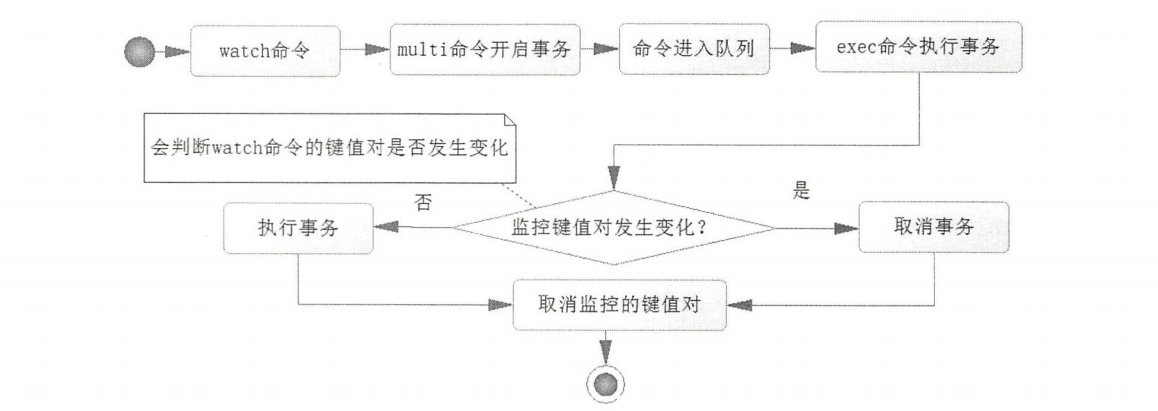 watch命令
multi命令开启事务
命令进入队列
exec命令执行事务
会判断watch命令的键值对是否发生变化
否
是
执行事务
监控键值对发生变化？
取消事务
取消监控的键值对